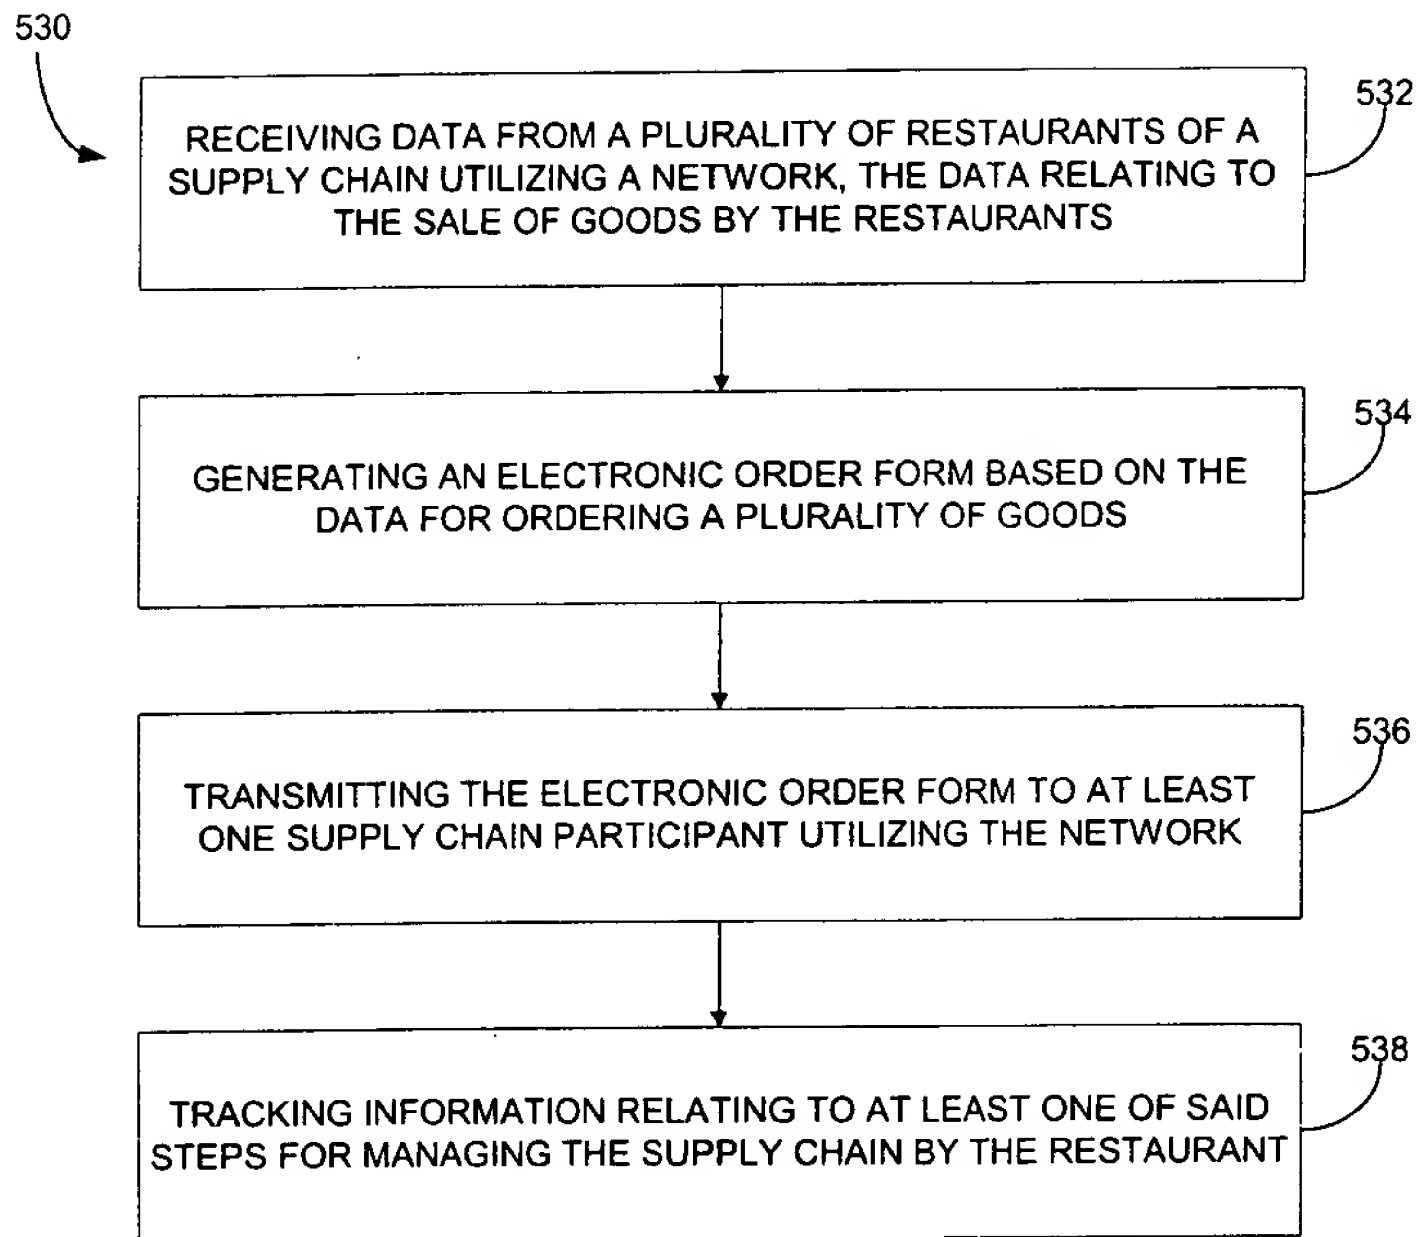 530
532
RECEIVING DATA FROM A PLURALITY OF RESTAURANTS OF A
SUPPLY CHAIN UTILIZING A NETWORK, THE DATA RELATING TO
THE SALE OF GOODS BY THE RESTAURANTS
534
GENERATING AN ELECTRONIC ORDER FORM BASED ON THE
DATA FOR ORDERING A PLURALITY OF GOODS
536
TRANSMITTING THE ELECTRONIC ORDER FORM TO AT LEAST
ONE SUPPLY CHAIN PARTICIPANT UTILIZING THE NETWORK
538
TRACKING INFORMATION RELATING TO AT LEAST ONE OF SAID
STEPS FOR MANAGING THE SUPPLY CHAIN BY THE RESTAURANT